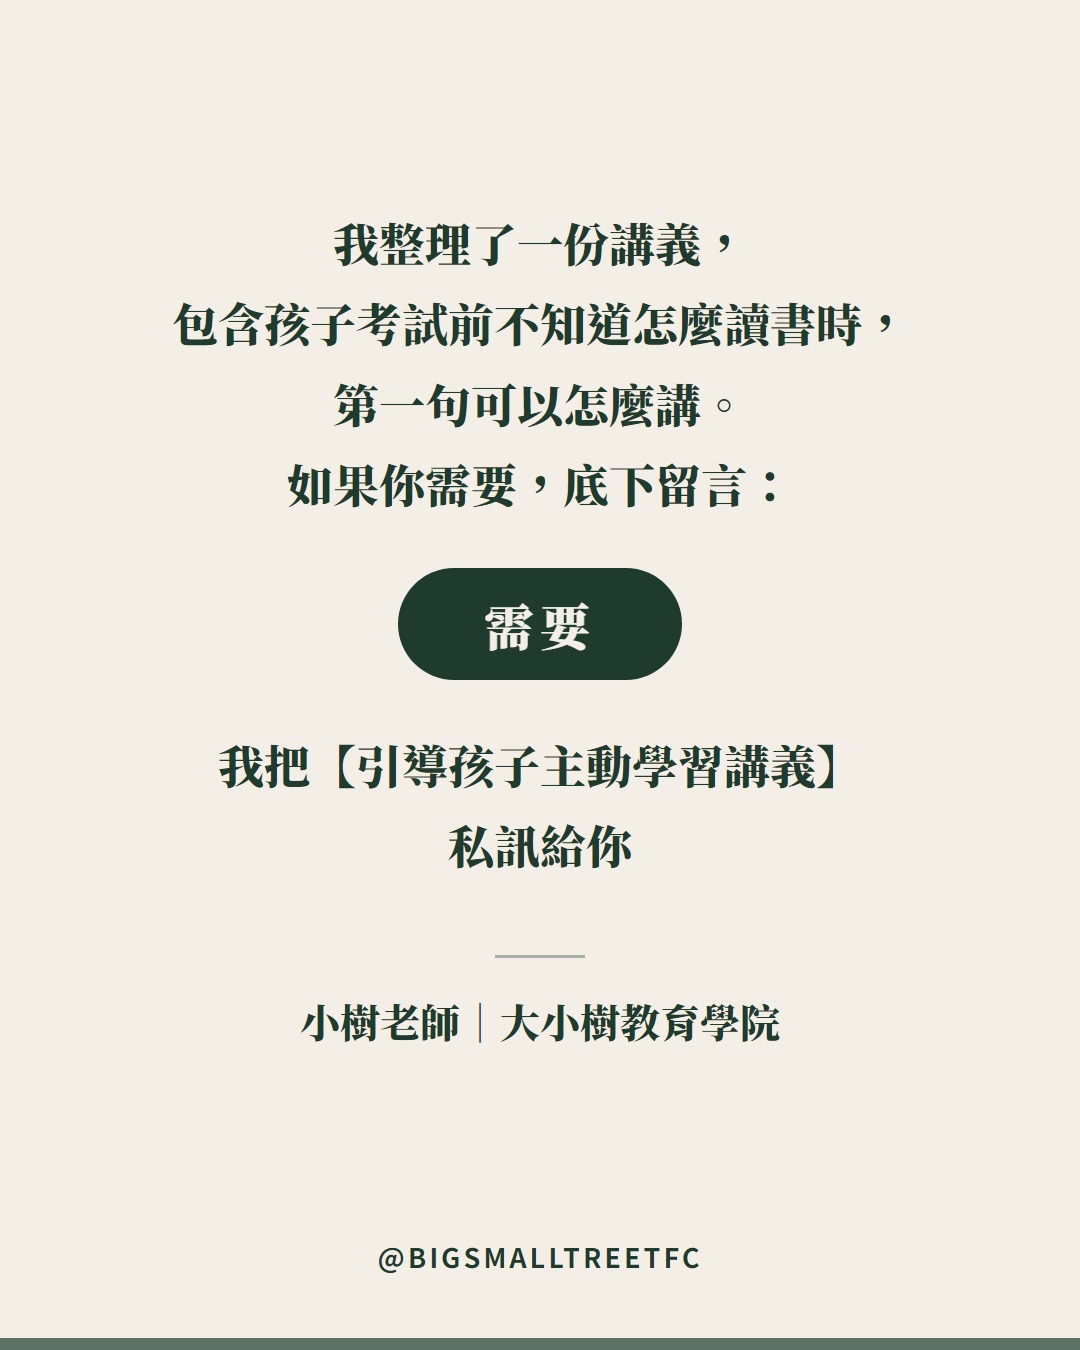 我整理了一份講義，
包含孩子考試前不知道怎麼讀書時，
第一句可以怎麼講。
如果你需要，底下留言：
需要
我把【引導孩子主動學習講義】
私訊給你
小樹老師｜大小樹教育學院
@BIGSMALLTREETFC